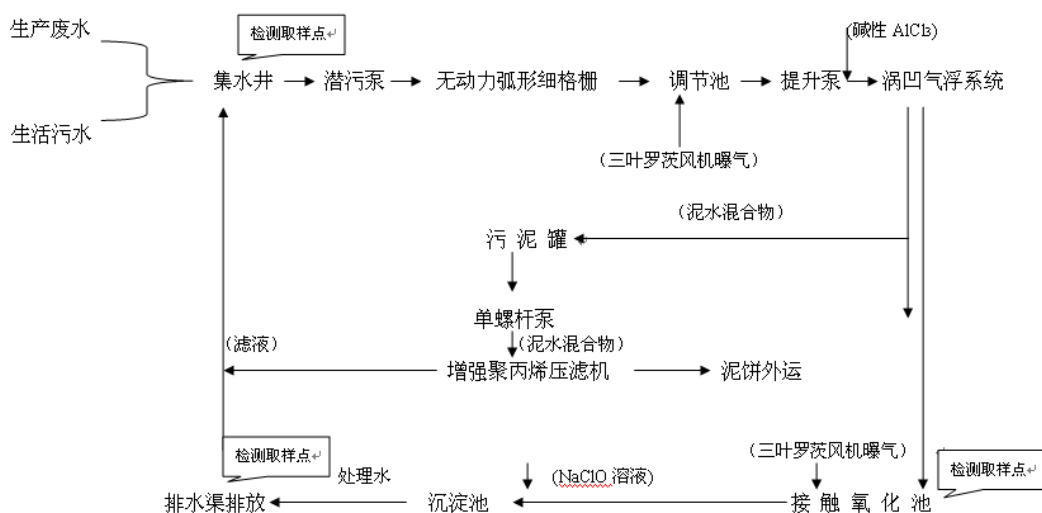 生产废水
检测取样点
(碱性 AlCl3)
集水井
潜污泵
无动力弧形细格栅
调节池
提升泵
涡凹气浮系统
生活污水
(三叶罗茨风机曝气)
(泥水混合物)
污 泥 罐
单螺杆泵
(滤液)
(泥水混合物)
增强聚丙烯压滤机
泥饼外运
检测取样点
处理水
(NaClO 溶液)
(三叶罗茨风机曝气)
检测取样点
排水渠排放
沉淀池
接 触 氧 化 池